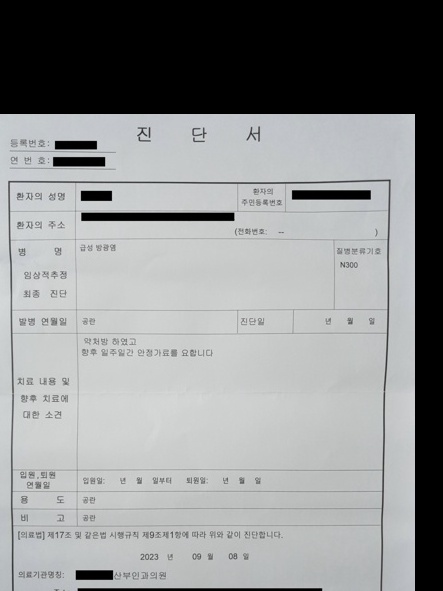 진 단 서
등록번호:
연 번 호:
환자의 성명
환자의
주민등록번호
환자의 주소
(전화번호: -- )
병 명
급성 방광염
질병분류기호
임상적추정
N300
최종 진단
발병 연월일 공란 진단일 년 월 일
약처방 하였고
향후 일주일간 안정가료를 요합니다
치료 내용 및
향후 치료에
대한 소견
입원,퇴원
연월일
입원일: 년 월 일부터 퇴원일: 년 월 일
용 도 공란
비 고 공란
[의료법] 제17조 및 같은법 시행규칙 제9조제1항에 따라 위와 같이 진단합니다.
2023 년 09 월 08 일
의료기관명칭: 산부인과의원